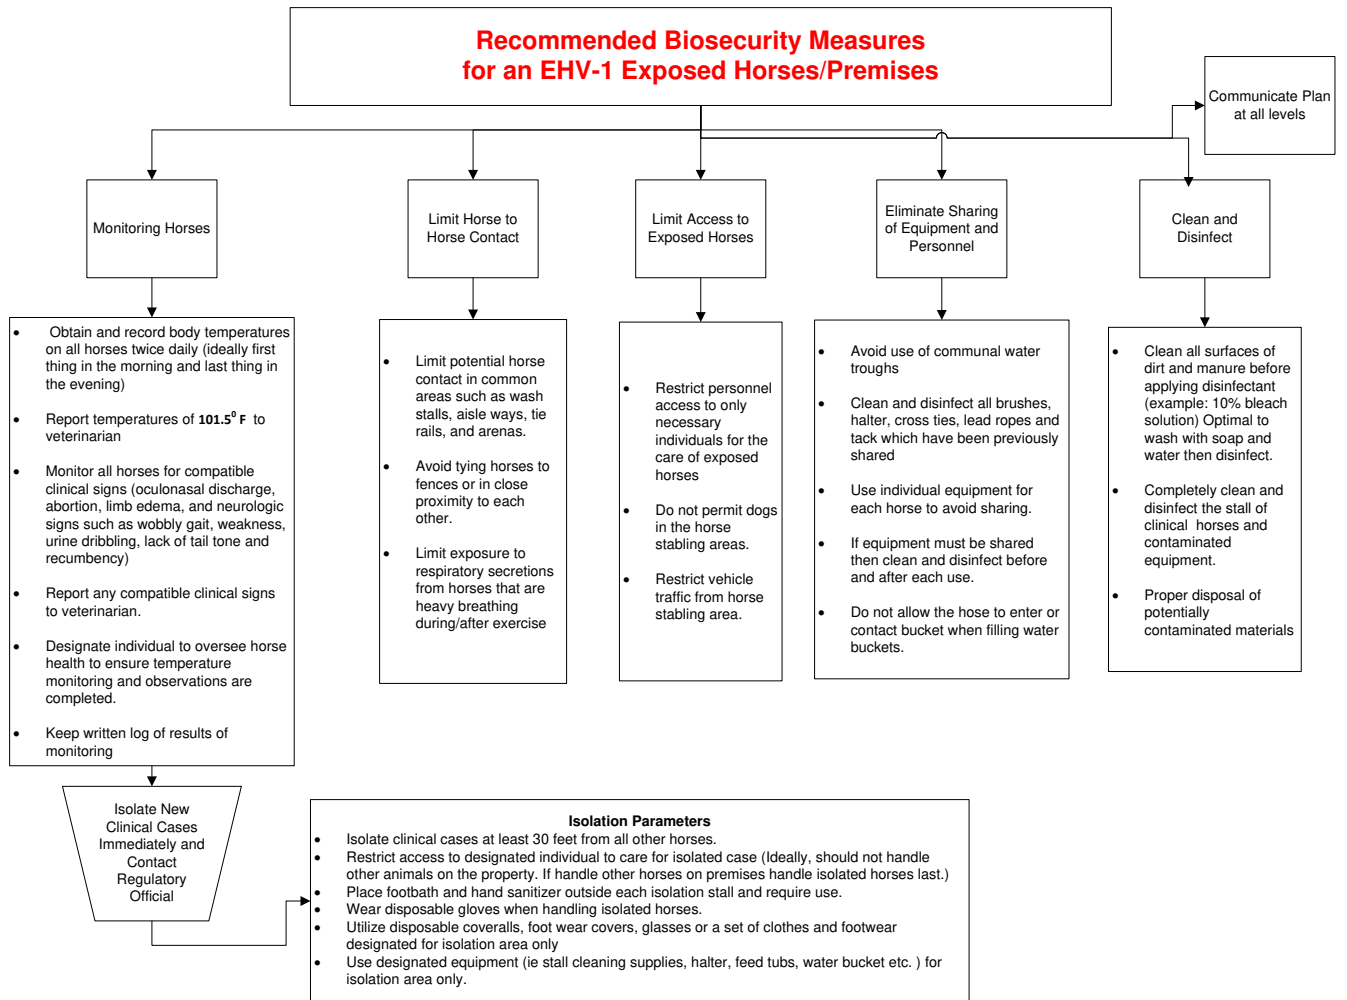 Recommended Biosecurity Measures
for an EHV-1 Exposed Horses/Premises
Communicate Plan
at all levels
Monitoring Horses
Limit Horse to
Horse Contact
Limit Access to
Exposed Horses
Eliminate Sharing
of Equipment and
Personnel
Clean and
Disinfect
• Obtain and record body temperatures
on all horses twice daily (ideally first
thing in the morning and last thing in
the evening)
• Report temperatures of 101.5⁰ F to
veterinarian
• Monitor all horses for compatible
clinical signs (oculonasal discharge,
abortion, limb edema, and neurologic
signs such as wobbly gait, weakness,
urine dribbling, lack of tail tone and
recumbency)
• Report any compatible clinical signs
to veterinarian.
• Designate individual to oversee horse
health to ensure temperature
monitoring and observations are
completed.
• Keep written log of results of
monitoring
• Limit potential horse
contact in common
areas such as wash
stalls, aisle ways, tie
rails, and arenas.
• Avoid tying horses to
fences or in close
proximity to each
other.
• Limit exposure to
respiratory secretions
from horses that are
heavy breathing
during/after exercise
• Restrict personnel
access to only
necessary
individuals for the
care of exposed
horses
• Do not permit dogs
in the horse
stabling areas.
• Restrict vehicle
traffic from horse
stabling area.
• Avoid use of communal water
troughs
• Clean and disinfect all brushes,
halter, cross ties, lead ropes and
tack which have been previously
shared
• Use individual equipment for
each horse to avoid sharing.
• If equipment must be shared
then clean and disinfect before
and after each use.
• Do not allow the hose to enter or
contact bucket when filling water
buckets.
• Clean all surfaces of
dirt and manure before
applying disinfectant
(example: 10% bleach
solution) Optimal to
wash with soap and
water then disinfect.
• Completely clean and
disinfect the stall of
clinical horses and
contaminated
equipment.
• Proper disposal of
potentially
contaminated materials
Isolate New
Clinical Cases
Immediately and
Contact
Regulatory
Official
Isolation Parameters
• Isolate clinical cases at least 30 feet from all other horses.
• Restrict access to designated individual to care for isolated case (Ideally, should not handle
other animals on the property. If handle other horses on premises handle isolated horses last.)
• Place footbath and hand sanitizer outside each isolation stall and require use.
• Wear disposable gloves when handling isolated horses.
• Utilize disposable coveralls, foot wear covers, glasses or a set of clothes and footwear
designated for isolation area only
• Use designated equipment (ie stall cleaning supplies, halter, feed tubs, water bucket etc. ) for
isolation area only.